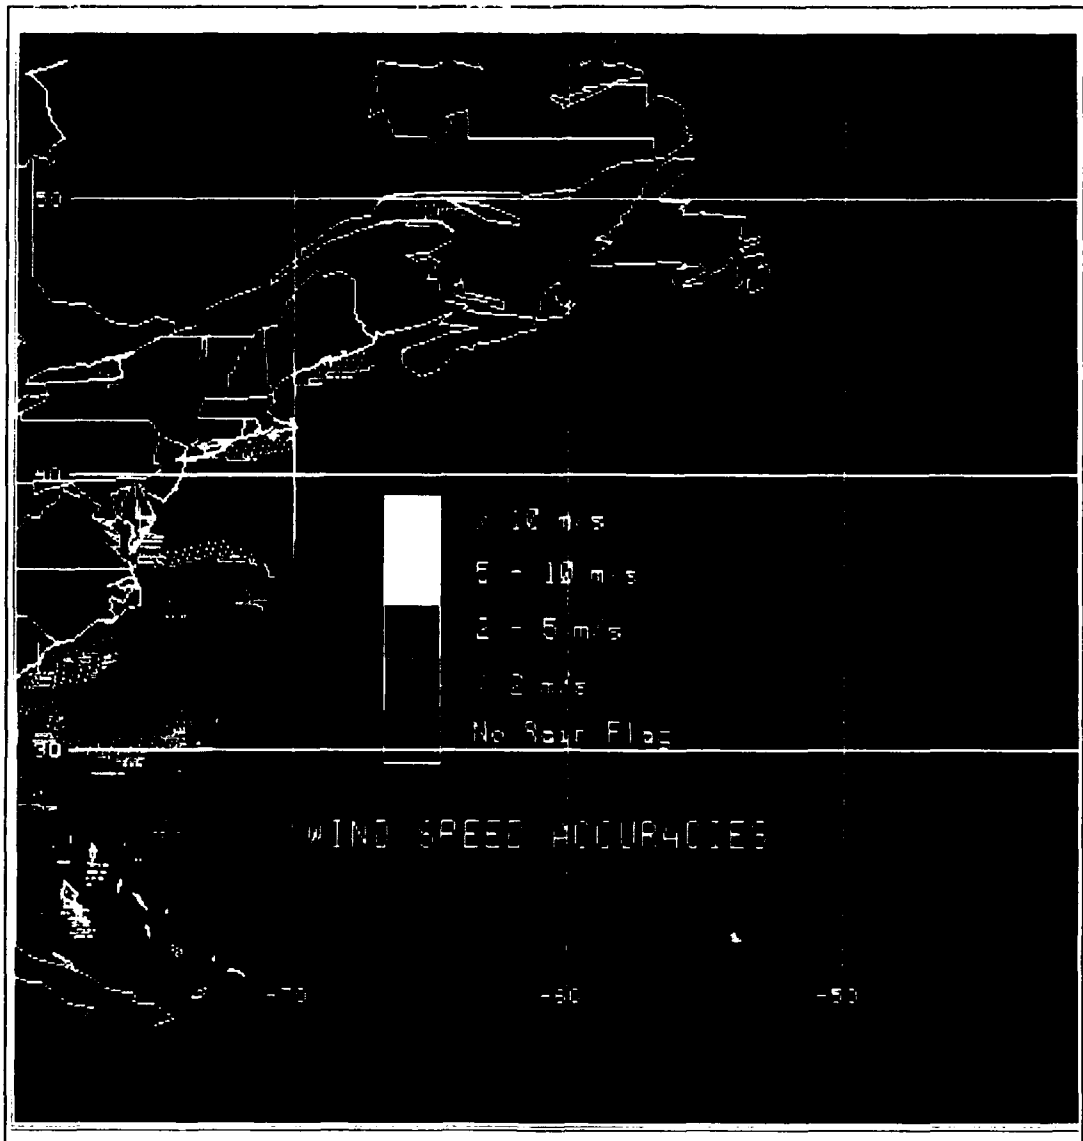 50
40
> 10 m/s
5 - 10 m/s
2 - 5 m/s
< 2 m/s
No Rain Flag
30
WIND SPEED ACCURACIES
-70 -60 -50